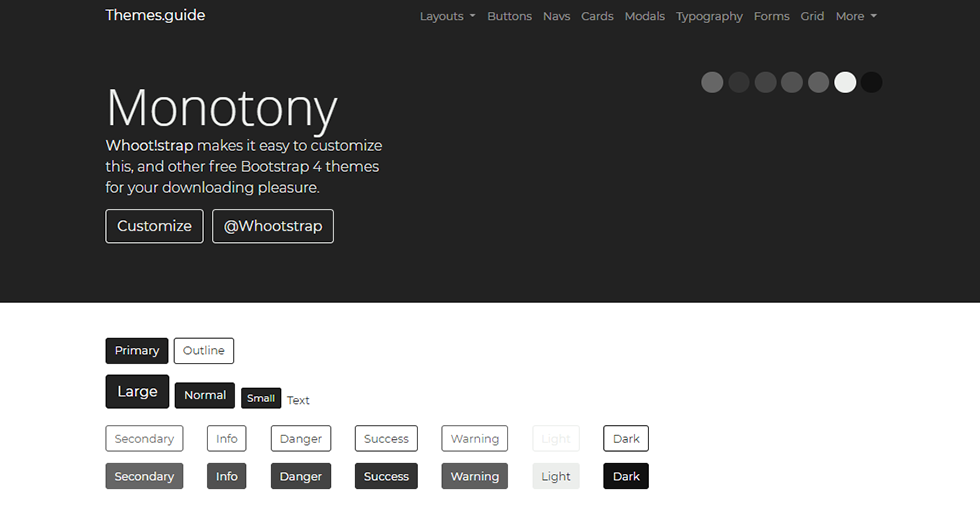 Themes.guide Layouts Buttons Navs Cards Modals Typography Forms Grid More
Monotony
Whoot!strap makes it easy to customize
this, and other free Bootstrap 4 themes
for your downloading pleasure.
Customize @Whootstrap
Primary Outline
Large Normal Small Text
Secondary Info Danger Success Warning Light Dark
Secondary Info Danger Success Warning Light Dark